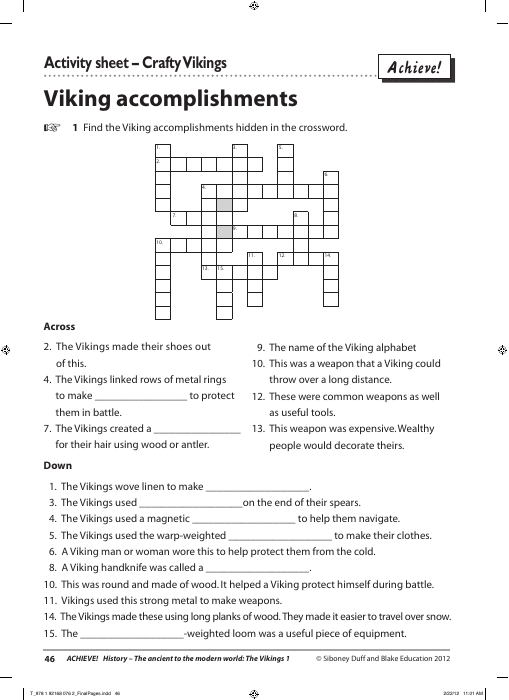 Activity sheet – Crafty Vikings
Achieve!
Viking accomplishments
1 Find the Viking accomplishments hidden in the crossword.
1.
3.
5.
2.
6.
4.
7.
8.
9.
10.
11.
12.
14.
13.
15.
Across
2. The Vikings made their shoes out
of this.
4. The Vikings linked rows of metal rings
to make __________________ to protect
them in battle.
7. The Vikings created a _________________
for their hair using wood or antler.
9. The name of the Viking alphabet
10. This was a weapon that a Viking could
throw over a long distance.
12. These were common weapons as well
as useful tools.
13. This weapon was expensive. Wealthy
people would decorate theirs.
Down
1. The Vikings wove linen to make ____________________.
3. The Vikings used ____________________on the end of their spears.
4. The Vikings used a magnetic ____________________ to help them navigate.
5. The Vikings used the warp-weighted ____________________ to make their clothes.
6. A Viking man or woman wore this to help protect them from the cold.
8. A Viking handknife was called a ____________________.
10. This was round and made of wood. It helped a Viking protect himself during battle.
11. Vikings used this strong metal to make weapons.
14. The Vikings made these using long planks of wood. They made it easier to travel over snow.
15. The ____________________-weighted loom was a useful piece of equipment.
46 ACHIEVE! History – The ancient to the modern world: The Vikings 1 © Siboney Duff and Blake Education 2012